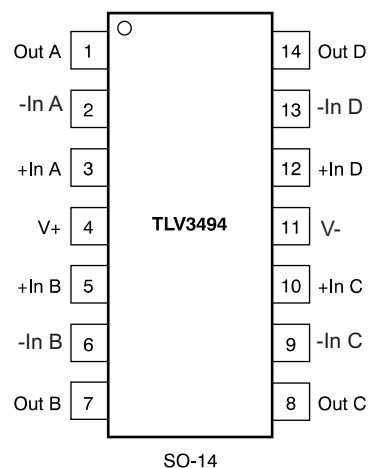 Out A 1 14 Out D
-In A 2 13 -In D
+In A 3 12 +In D
V+ 4 TLV3494 11 V-
+In B 5 10 +In C
-In B 6 9 -In C
Out B 7 8 Out C
SO-14